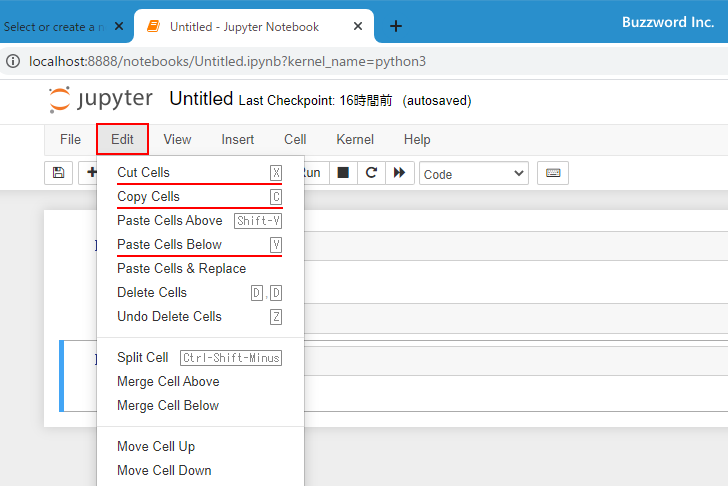 Select or create a n
Untitled - Jupyter Notebook
Buzzword Inc.
localhost:8888/notebooks/Untitled.ipynb?kernel_name=python3
jupyter Untitled Last Checkpoint: 16時間前 (autosaved)
File Edit View Insert Cell Kernel Help
Run Code
Cut Cells X
Copy Cells C
Paste Cells Above Shift-V
Paste Cells Below V
Paste Cells & Replace
Delete Cells D,D
Undo Delete Cells Z
Split Cell Ctrl-Shift-Minus
Merge Cell Above
Merge Cell Below
Move Cell Up
Move Cell Down